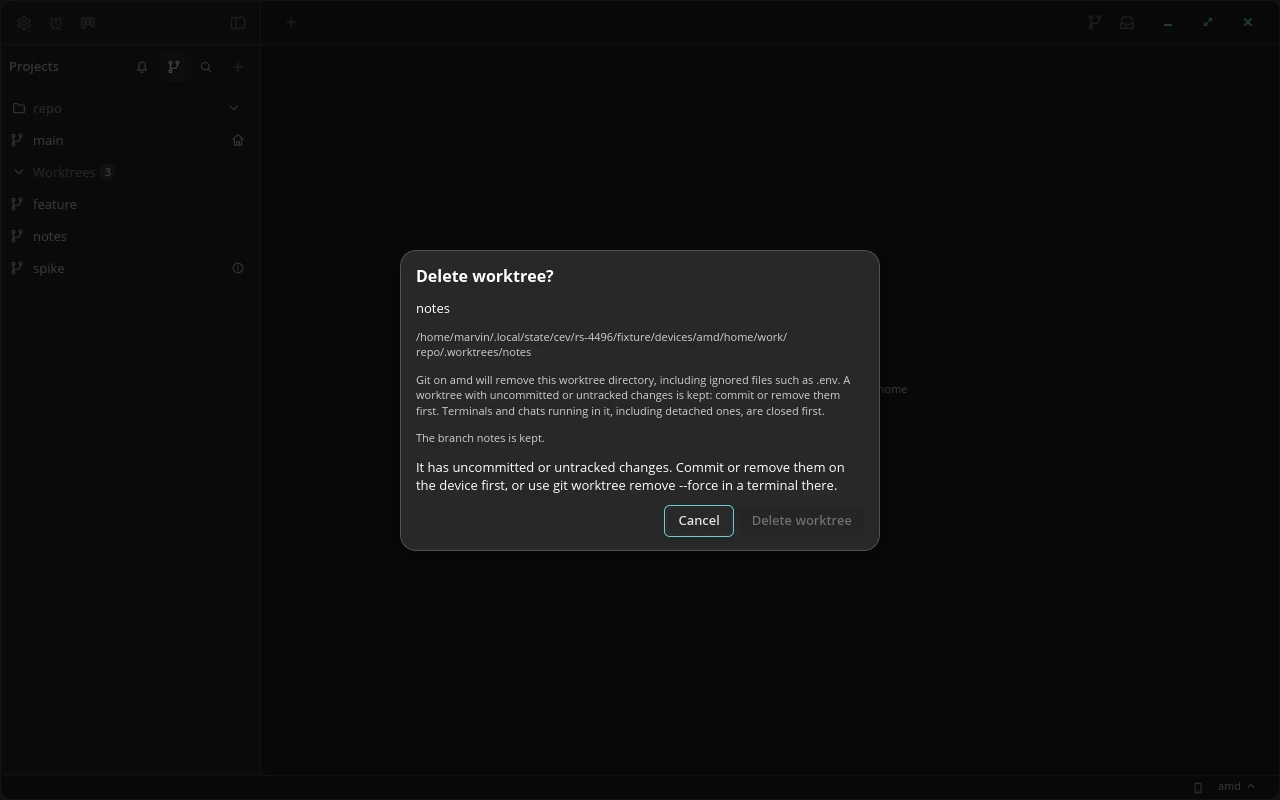 Projects
repo
main
Worktrees 3
feature
notes
spike
Delete worktree?
notes
/home/marvin/.local/state/cev/rs-4496/fixture/devices/amd/home/work/
repo/.worktrees/notes
Git on amd will remove this worktree directory, including ignored files such as .env. A
worktree with uncommitted or untracked changes is kept: commit or remove them
first. Terminals and chats running in it, including detached ones, are closed first.
The branch notes is kept.
It has uncommitted or untracked changes. Commit or remove them on
the device first, or use git worktree remove --force in a terminal there.
Cancel
Delete worktree
home
amd